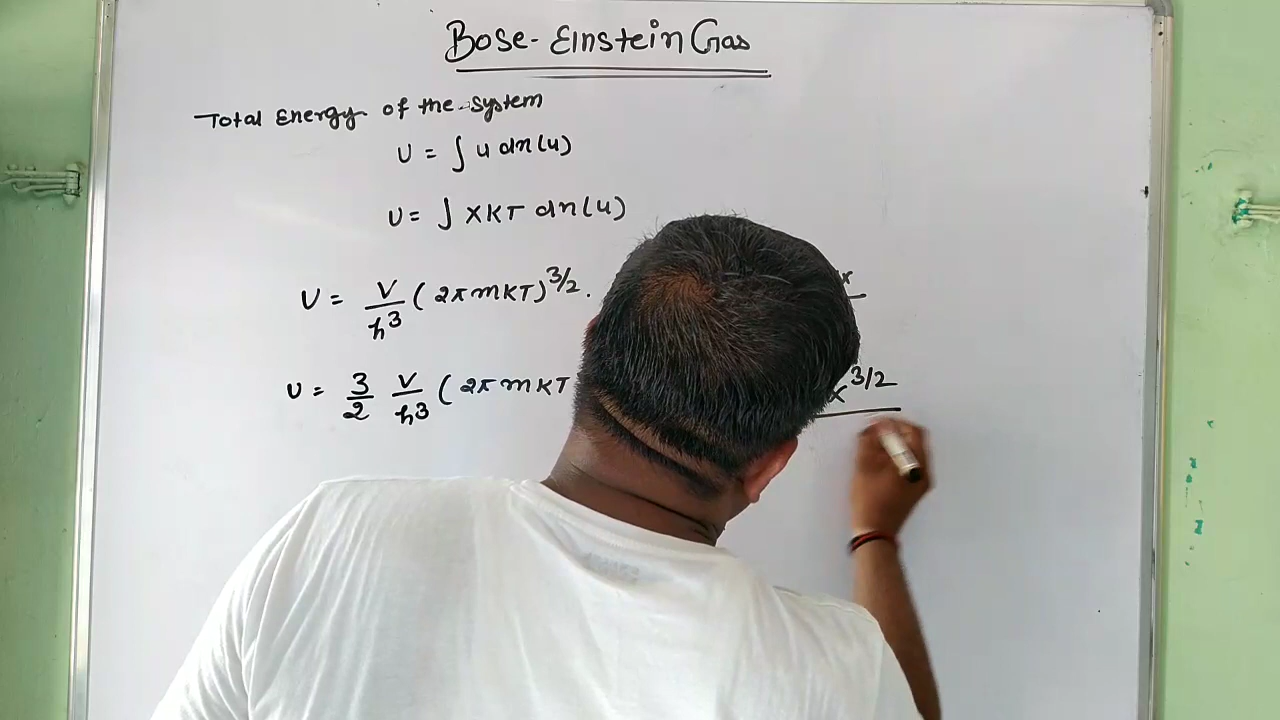 Bose-Einstein Gas
Total Energy of the system
U = ∫ u dn(u)
U = ∫ XKT dn(u)
U = V/h³ (2πmKT)^3/2 .
U = 3/2 V/h³ (2πmKT
x^3/2